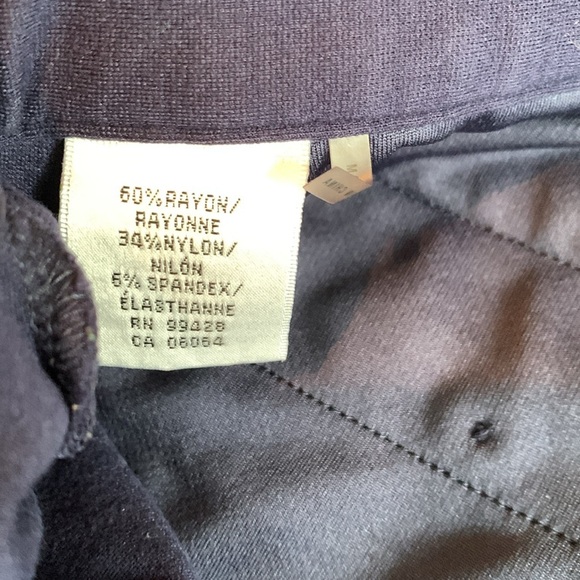 60%RAYON/
RAYONNE
34%NYLON/
NILÓN
6% SPANDEX/
ÉLASTHANNE
RN 99428
CA 06064